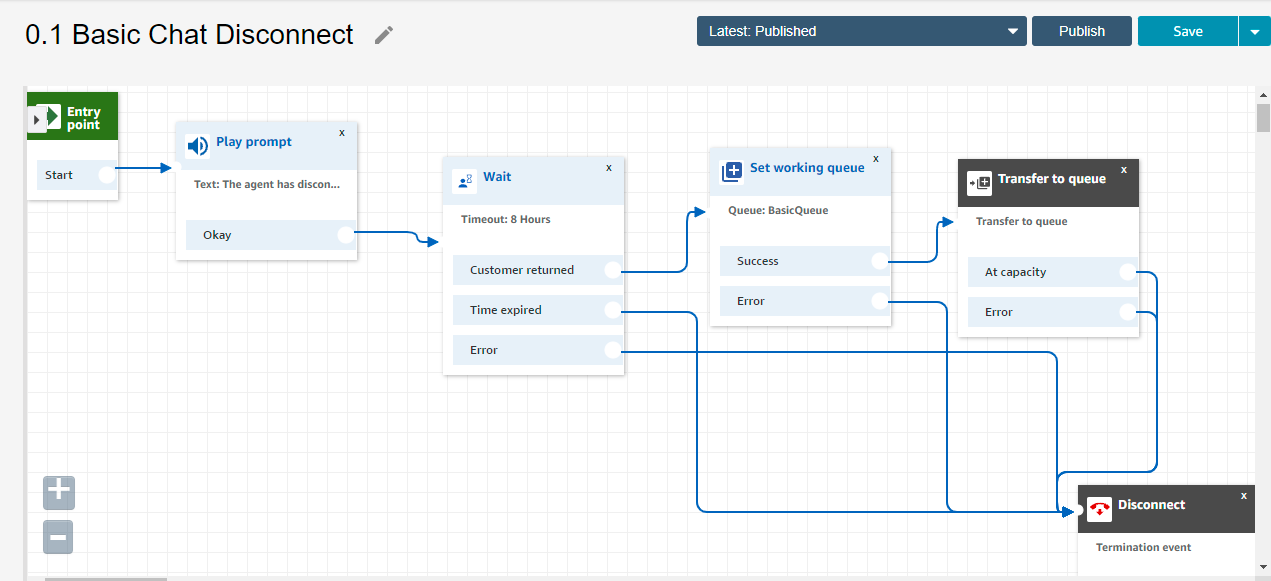 0.1 Basic Chat Disconnect
Latest: Published
Publish
Save
Entry
point
Start
Play prompt
x
Text: The agent has discon...
Okay
Wait
x
Timeout: 8 Hours
Customer returned
Time expired
Error
Set working queue
x
Queue: BasicQueue
Success
Error
Transfer to queue
x
Transfer to queue
At capacity
Error
Disconnect
x
Termination event